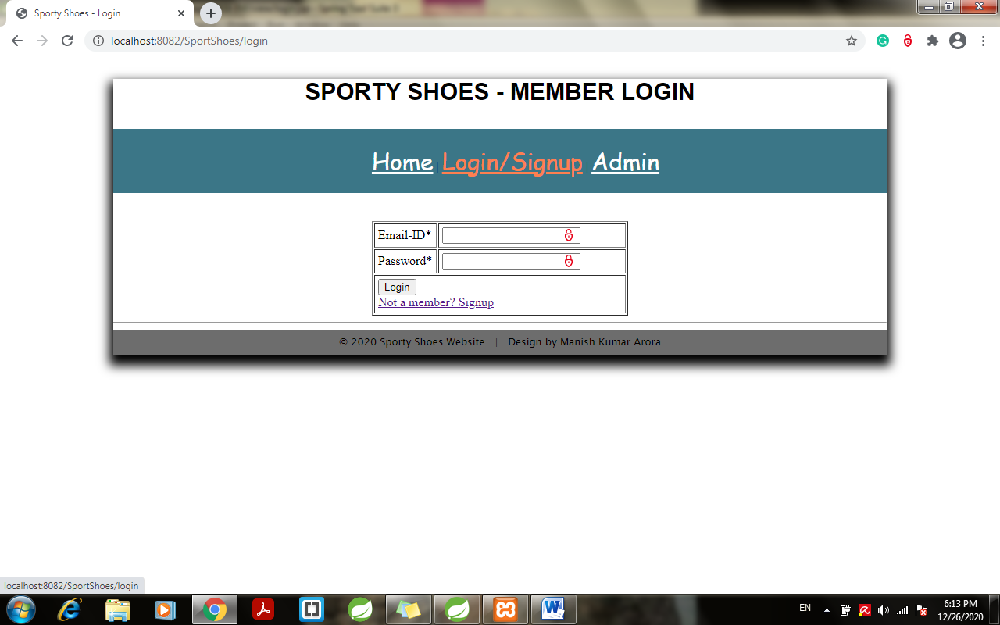 Sporty Shoes - Login
localhost:8082/SportShoes/login
SPORTY SHOES - MEMBER LOGIN
Home | Login/Signup | Admin
Email-ID*
Password*
Login
Not a member? Signup
© 2020 Sporty Shoes Website | Design by Manish Kumar Arora
localhost:8082/SportShoes/login
EN
6:13 PM
12/26/2020